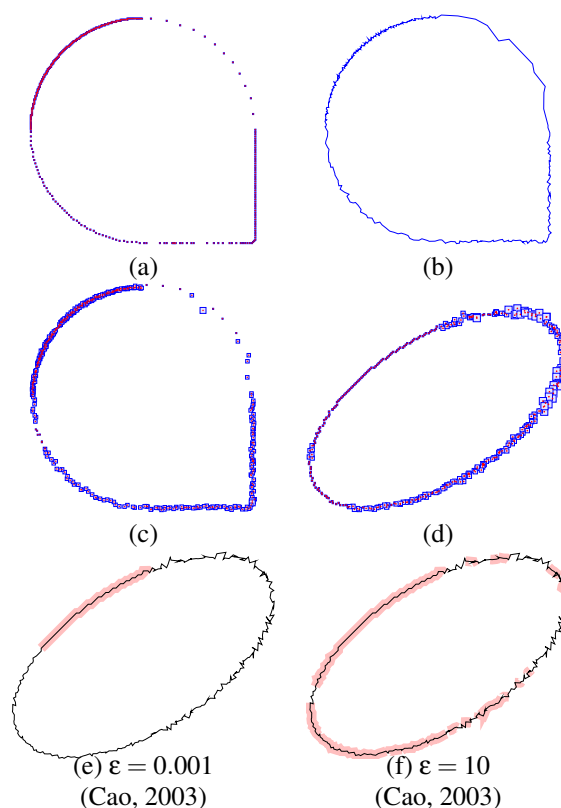 (a) (b)
(c) (d)
(e) ε = 0.001 (f) ε = 10
(Cao, 2003) (Cao, 2003)